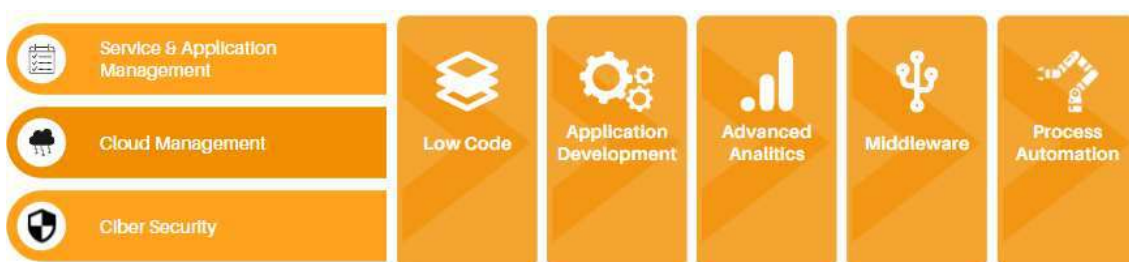 Service & Application
Management
Cloud Management
Ciber Security
Low Code
Application
Development
Advanced
Analitics
Middleware
Process
Automation